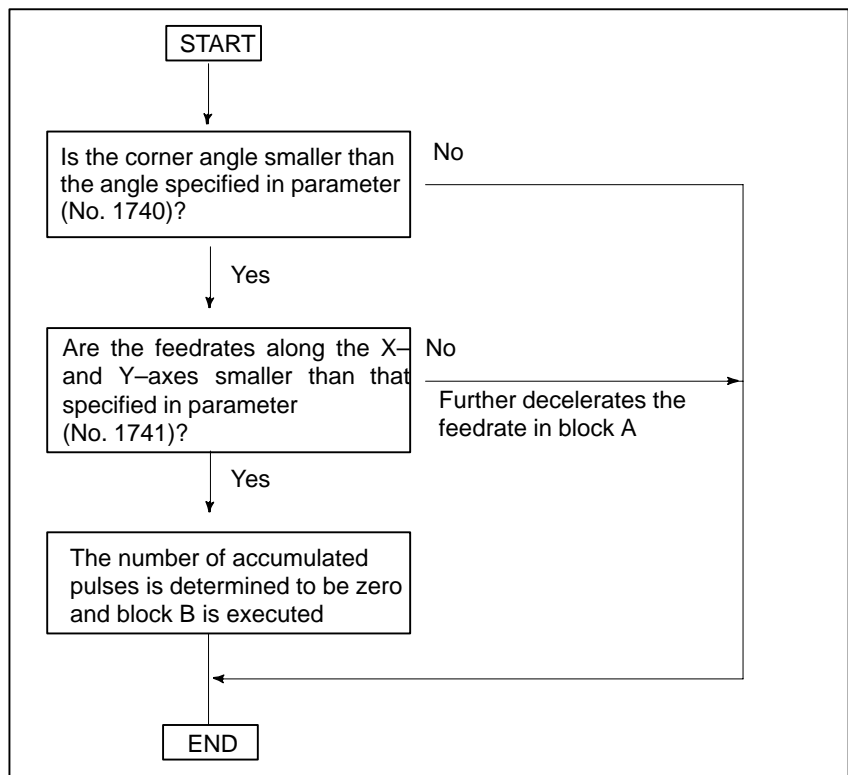 START
Is the corner angle smaller than
the angle specified in parameter
(No. 1740)?
No
Yes
Are the feedrates along the X–
and Y–axes smaller than that
specified in parameter
(No. 1741)?
No
Further decelerates the
feedrate in block A
Yes
The number of accumulated
pulses is determined to be zero
and block B is executed
END